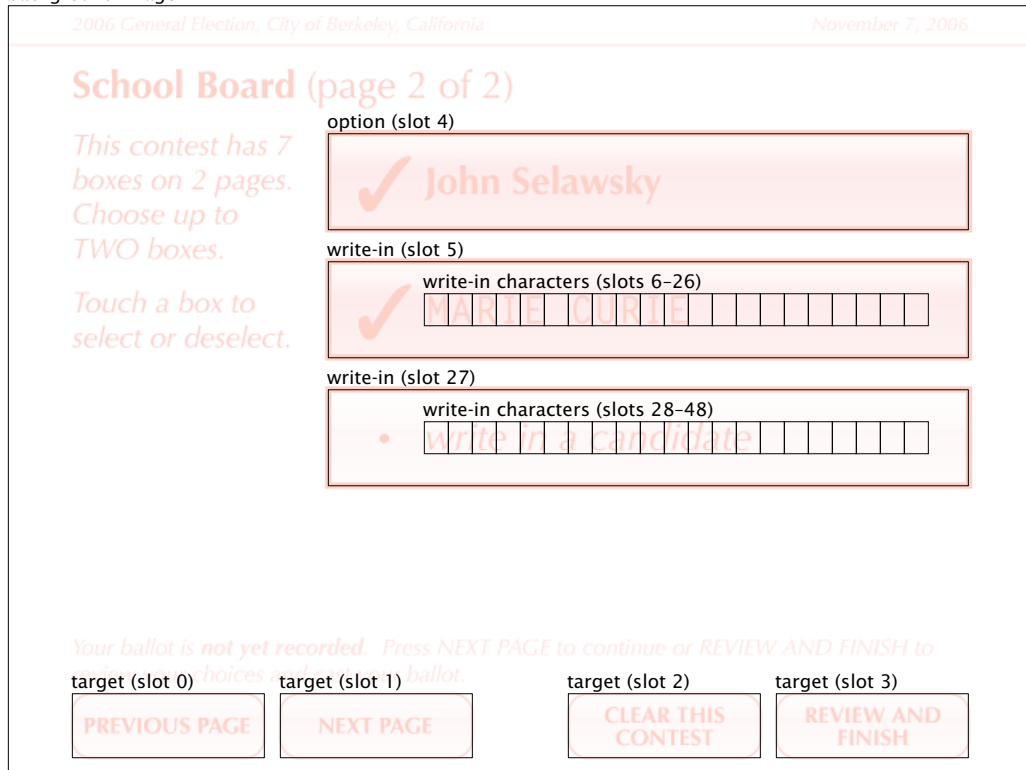 2006 General Election, City of Berkeley, California November 7, 2006
School Board (page 2 of 2)
This contest has 7
boxes on 2 pages.
Choose up to
TWO boxes.
Touch a box to
select or deselect.
option (slot 4)
✓ John Selawsky
write-in (slot 5)
write-in characters (slots 6–26)
✓ MARIE CURIE
write-in (slot 27)
write-in characters (slots 28–48)
• write in a candidate
Your ballot is not yet recorded. Press NEXT PAGE to continue or REVIEW AND FINISH to
review your choices and cast your ballot.
target (slot 0) target (slot 1) target (slot 2) target (slot 3)
PREVIOUS PAGE NEXT PAGE CLEAR THIS CONTEST REVIEW AND FINISH